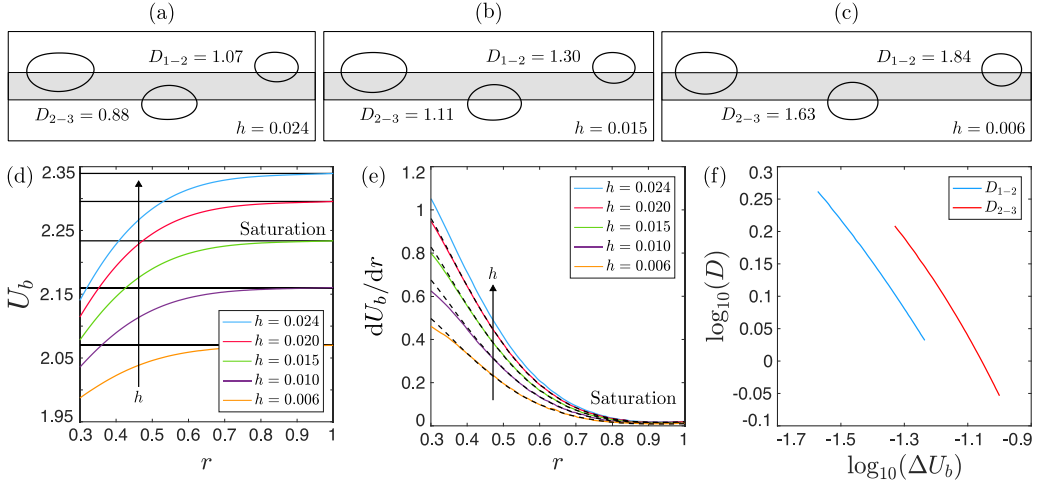 (a)
D₁₋₂ = 1.07
D₂₋₃ = 0.88
h = 0.024
(b)
D₁₋₂ = 1.30
D₂₋₃ = 1.11
h = 0.015
(c)
D₁₋₂ = 1.84
D₂₋₃ = 1.63
h = 0.006
(d)
2.35
2.25
2.15
2.05
1.95
U_b
Saturation
h
h = 0.024
h = 0.020
h = 0.015
h = 0.010
h = 0.006
0.3 0.4 0.5 0.6 0.7 0.8 0.9 1
r
(e)
1.2
1
0.8
0.6
0.4
0.2
0
dU_b/dr
h = 0.024
h = 0.020
h = 0.015
h = 0.010
h = 0.006
h
Saturation
0.3 0.4 0.5 0.6 0.7 0.8 0.9 1
r
(f)
0.3
0.25
0.2
0.15
0.1
0.05
0
-0.05
-0.1
log₁₀(D)
D₁₋₂
D₂₋₃
-1.7 -1.5 -1.3 -1.1 -0.9
log₁₀(ΔU_b)